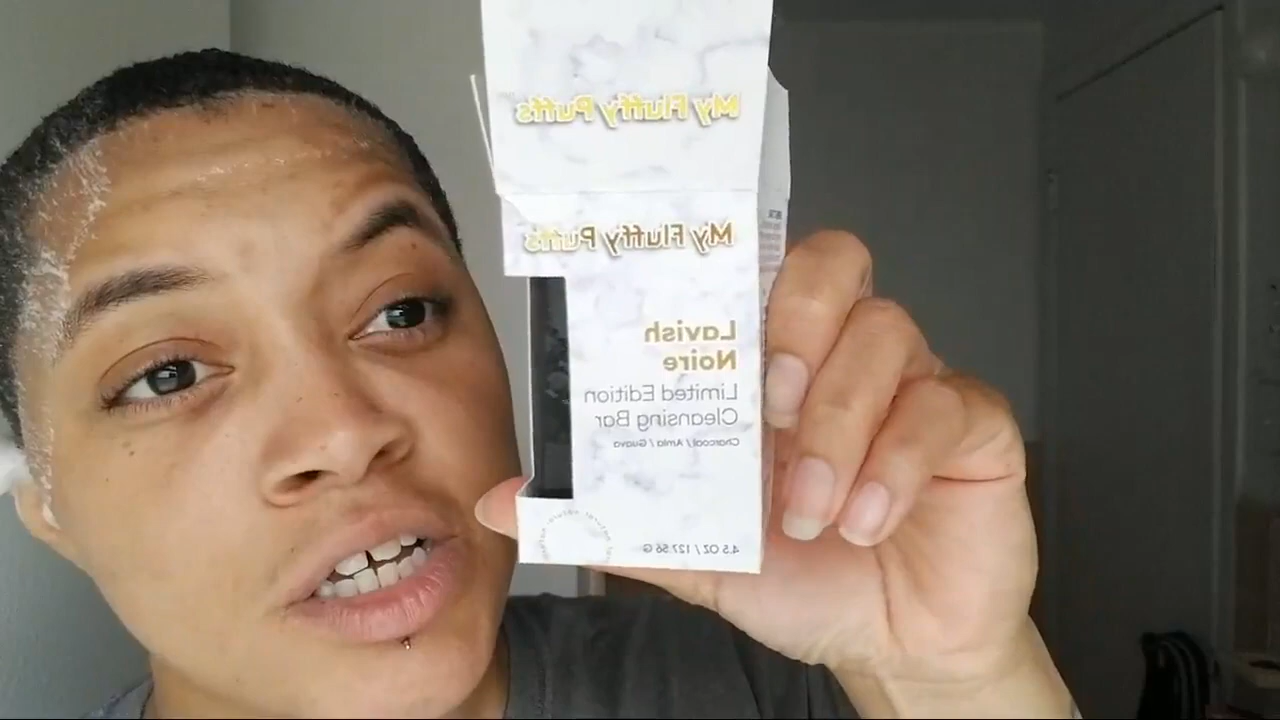 My Fluffy Puffs
My Fluffy Puffs
Lavish
Noire
Limited Edition
Cleansing Bar
Charcoal / Amla / Guava
4.5 OZ / 127.56 G